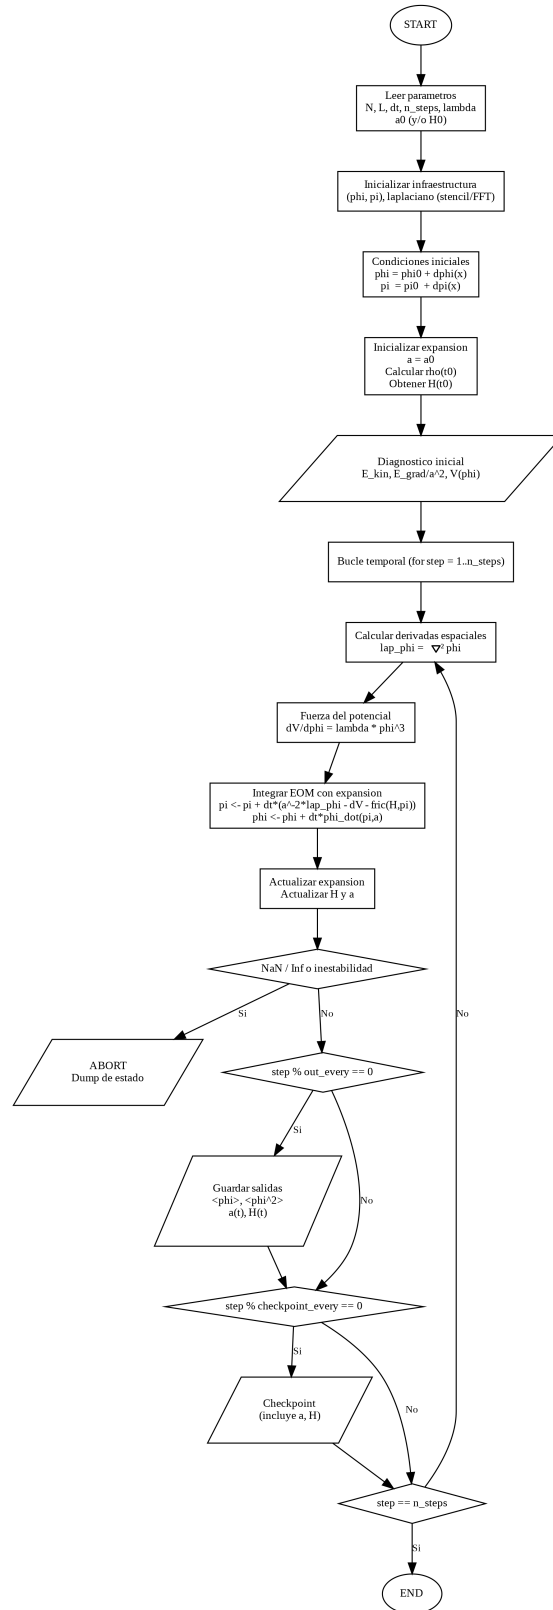 START
Leer parametros
N, L, dt, n_steps, lambda
a0 (y/o H0)
Inicializar infraestructura
(phi, pi), laplaciano (stencil/FFT)
Condiciones iniciales
phi = phi0 + dphi(x)
pi = pi0 + dpi(x)
Inicializar expansion
a = a0
Calcular rho(t0)
Obtener H(t0)
Diagnostico inicial
E_kin, E_grad/a^2, V(phi)
Bucle temporal (for step = 1..n_steps)
Calcular derivadas espaciales
lap_phi = ∇² phi
Fuerza del potencial
dV/dphi = lambda * phi^3
Integrar EOM con expansion
pi <- pi + dt*(a^-2*lap_phi - dV - fric(H,pi))
phi <- phi + dt*phi_dot(pi,a)
Actualizar expansion
Actualizar H y a
NaN / Inf o inestabilidad
Si
No
No
ABORT
Dump de estado
step % out_every == 0
Si
Guardar salidas
<phi>, <phi^2>
a(t), H(t)
No
step % checkpoint_every == 0
Si
Checkpoint
(incluye a, H)
No
step == n_steps
Si
END